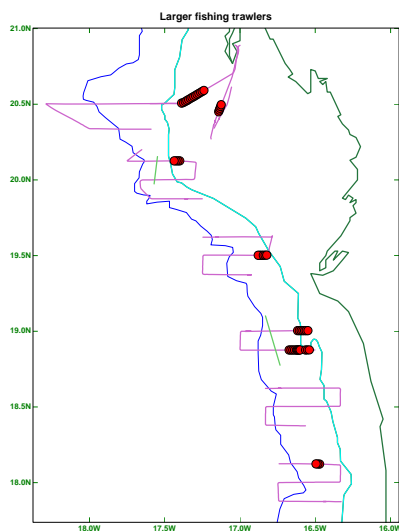 Larger fishing trawlers
21.0N
20.5N
20.0N
19.5N
19.0N
18.5N
18.0N
18.0W 17.5W 17.0W 16.5W 16.0W